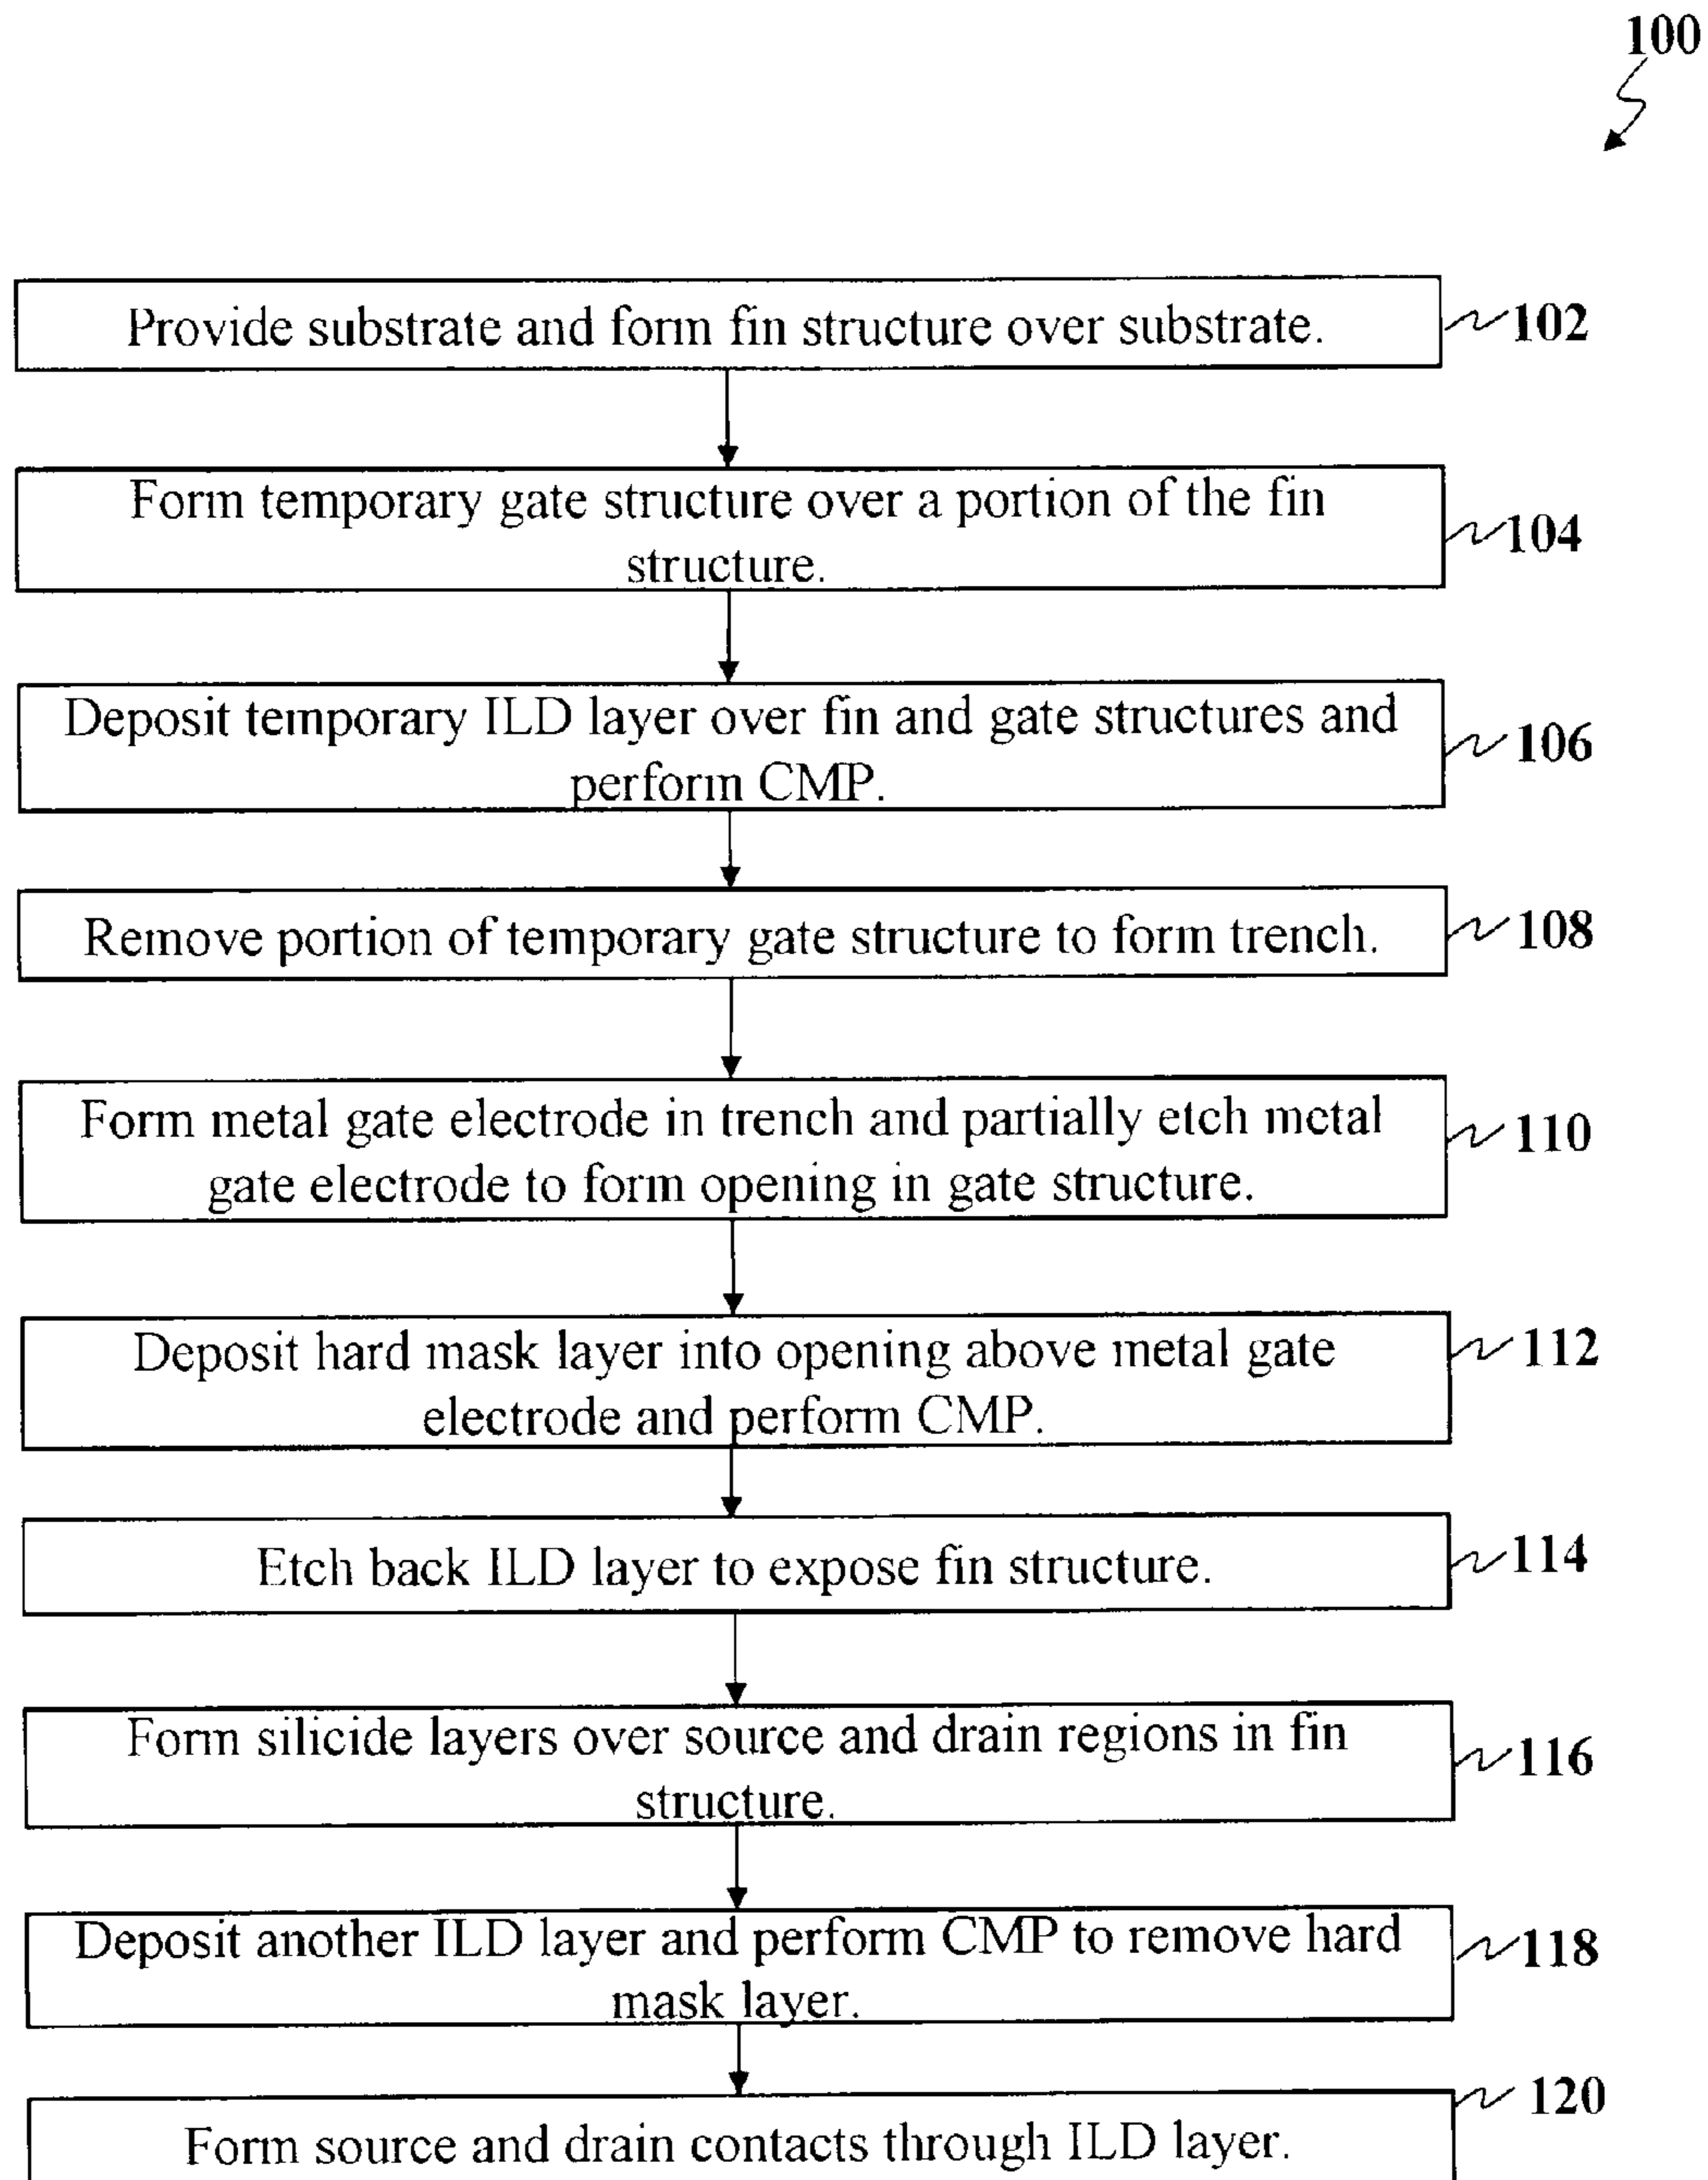 100
Provide substrate and form fin structure over substrate.
102
Form temporary gate structure over a portion of the fin
structure.
104
Deposit temporary ILD layer over fin and gate structures and
perform CMP.
106
Remove portion of temporary gate structure to form trench.
108
Form metal gate electrode in trench and partially etch metal
gate electrode to form opening in gate structure.
110
Deposit hard mask layer into opening above metal gate
electrode and perform CMP.
112
Etch back ILD layer to expose fin structure.
114
Form silicide layers over source and drain regions in fin
structure.
116
Deposit another ILD layer and perform CMP to remove hard
mask layer.
118
Form source and drain contacts through ILD layer.
120